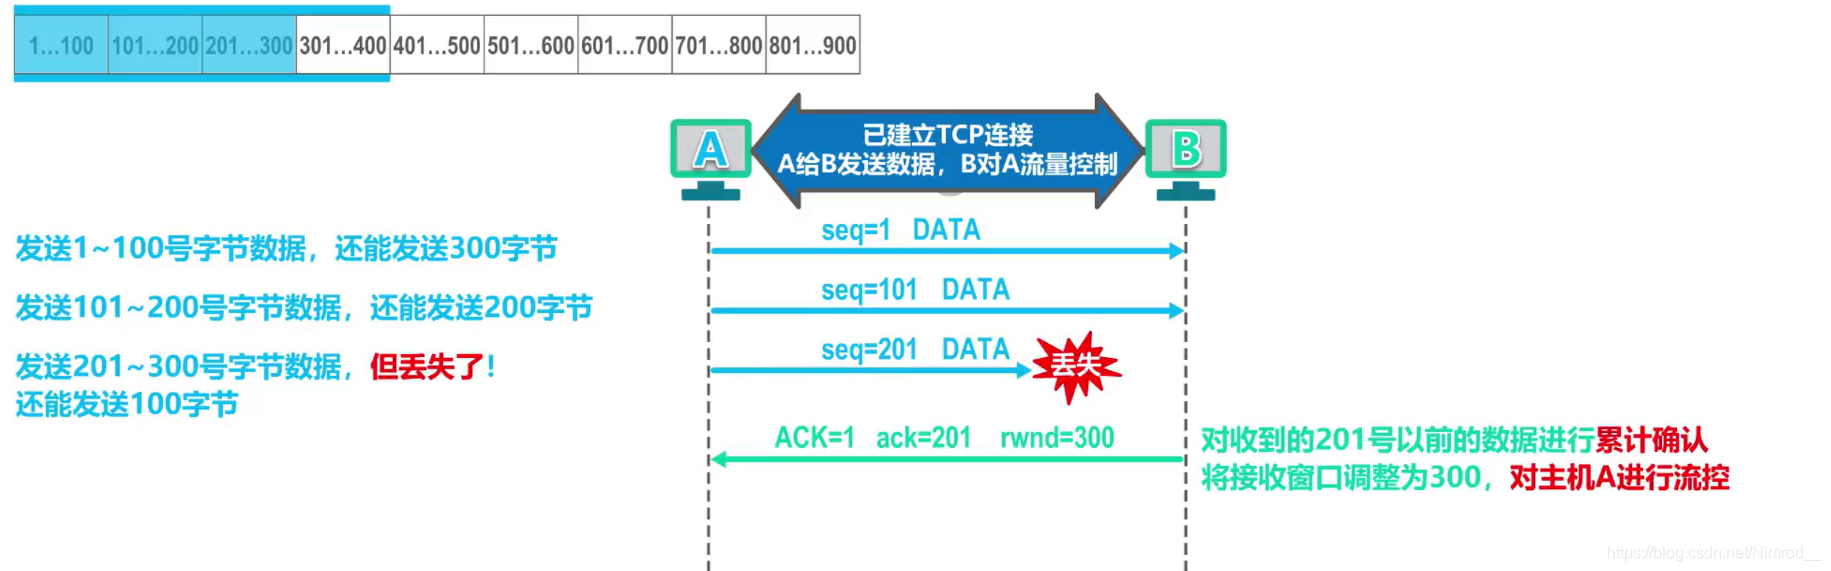 1...100 101...200 201...300 301...400 401...500 501...600 601...700 701...800 801...900
已建立TCP连接
A
A给B发送数据，B对A流量控制
B
seq=1 DATA
发送1~100号字节数据，还能发送300字节
seq=101 DATA
发送101~200号字节数据，还能发送200字节
seq=201 DATA
丢失
发送201~300号字节数据，但丢失了！
还能发送100字节
ACK=1 ack=201 rwnd=300
对收到的201号以前的数据进行累计确认
将接收窗口调整为300，对主机A进行流控
https://blog.csdn.net/Nimrod__